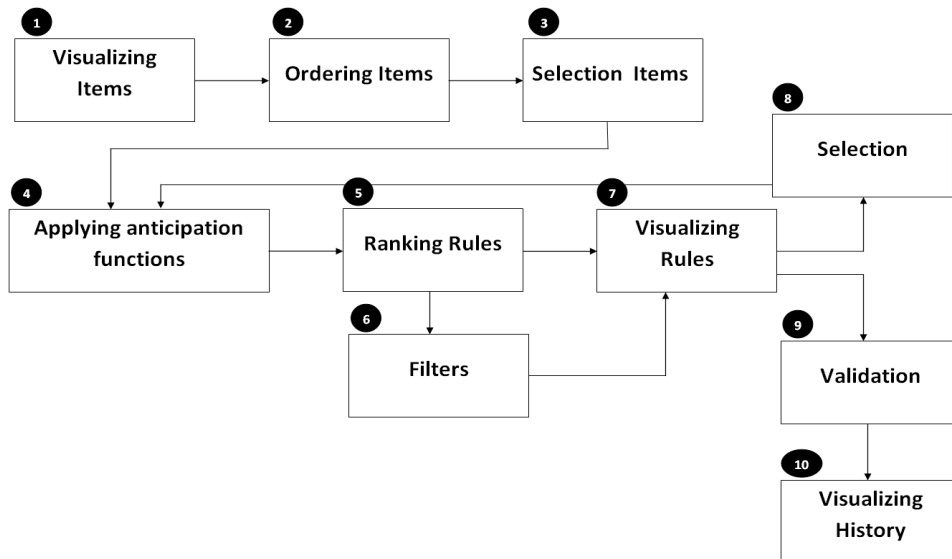 1
Visualizing
Items
2
Ordering Items
3
Selection Items
8
Selection
4
Applying anticipation
functions
5
Ranking Rules
7
Visualizing
Rules
6
Filters
9
Validation
10
Visualizing
History